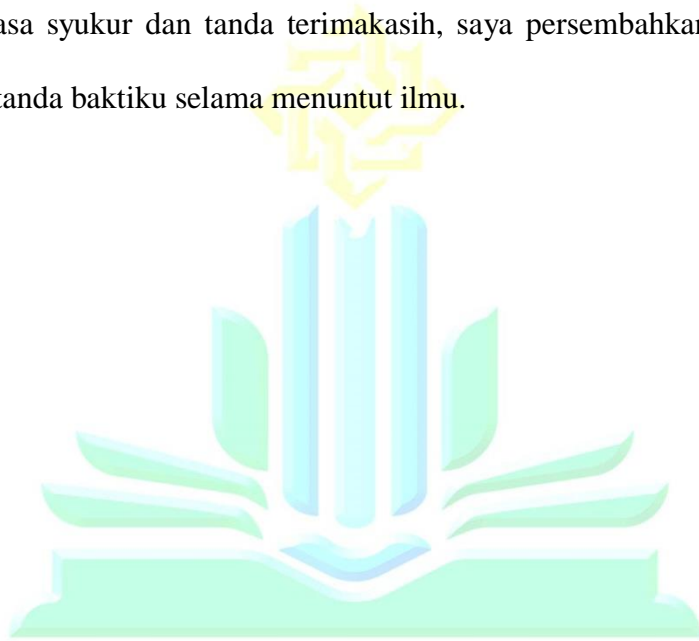 asa syukur dan tanda terimakasih, saya persembahkan
tanda baktiku selama menuntut ilmu.